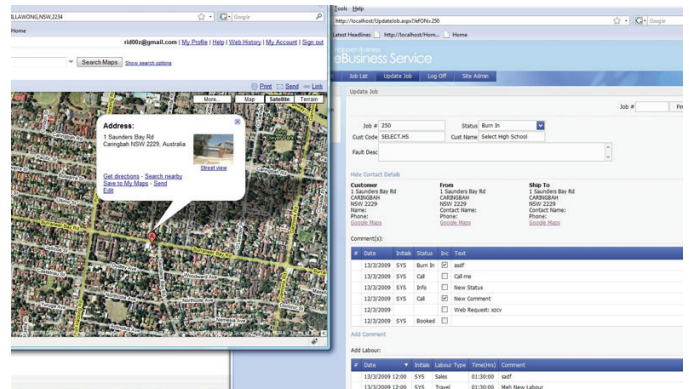 ILLAWONG,NSW,2234
Google
Home
rid00z@gmail.com | My Profile | Help | Web History | My Account | Sign out
Search Maps
Show search options
Print
Send
Link
More...
Map
Satellite
Terrain
Address:
1 Saunders Bay Rd
Caringbah NSW 2229, Australia
Street view
Get directions - Search nearby
Save to My Maps - Send
Edit
Tools Help
http://localhost/UpdateJob.aspx?JefONr.250
Google
Latest Headlines
http://localhost/Hom...
Home
eBusiness Service
Job List
Update Job
Log Off
Site Admin
Update Job
Job #
Job # 250
Status Burn In
Cust Code SELECT.HS
Cust Name Select High School
Fault Desc
Hide Contact Details
Customer
1 Saunders Bay Rd
CARINGBAH
NSW 2229
Name:
Phone:
Google Maps
From
1 Saunders Bay Rd
CARINGBAH
NSW 2229
Contact Name:
Phone:
Google Maps
Ship To
1 Saunders Bay Rd
CARINGBAH
NSW 2229
Contact Name:
Phone:
Google Maps
Comment(s):
# Date Initials Status Inc Text
13/3/2009 SYS Burn In asdf
13/3/2009 SYS Call Call me
13/3/2009 SYS Info New Status
12/3/2009 SYS Call New Comment
12/3/2009 Web Request: xzcv
12/3/2009 SYS Booked
Add Comment
Add Labour:
# Date Initials Labour Type Time(Hrs) Comment
13/3/2009 12:00 SYS Sales 01:30:00 sadf
13/3/2009 12:00 SYS Travel 01:30:00 Meh New Labour